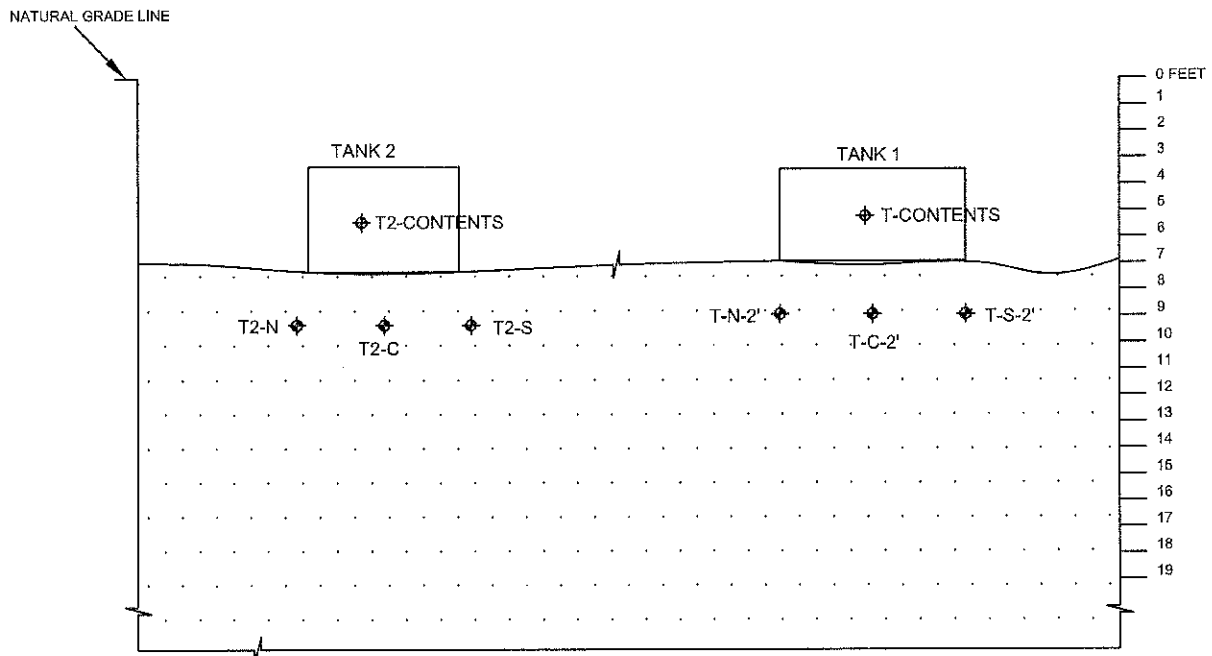 NATURAL GRADE LINE
0 FEET
1
2
3
4
5
6
7
8
9
10
11
12
13
14
15
16
17
18
19
TANK 2
T2-CONTENTS
TANK 1
T-CONTENTS
T2-N
T2-C
T2-S
T-N-2'
T-C-2'
T-S-2'